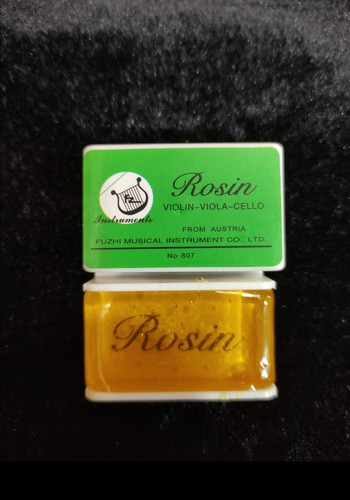 Rosin
VIOLIN-VIOLA-CELLO
Instruments
FROM AUSTRIA
FUZHI MUSICAL INSTRUMENT CO., LTD.
No 807
Rosin